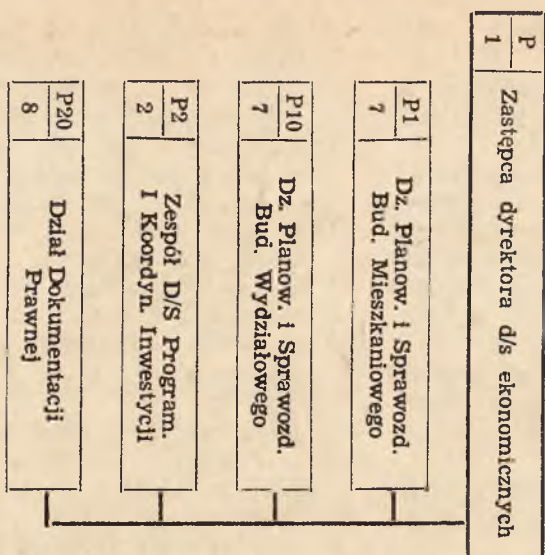 P
1
Zastępca dyrektora d/s ekonomicznych
P1
7
Dz. Planow. i Sprawozd.
Bud. Mieszkaniowego
P10
7
Dz. Planow. i Sprawozd.
Bud. Wydziałowego
P2
2
Zespół D/S Program.
I Koordyn. Inwestycji
P20
8
Dział Dokumentacji
Prawnej